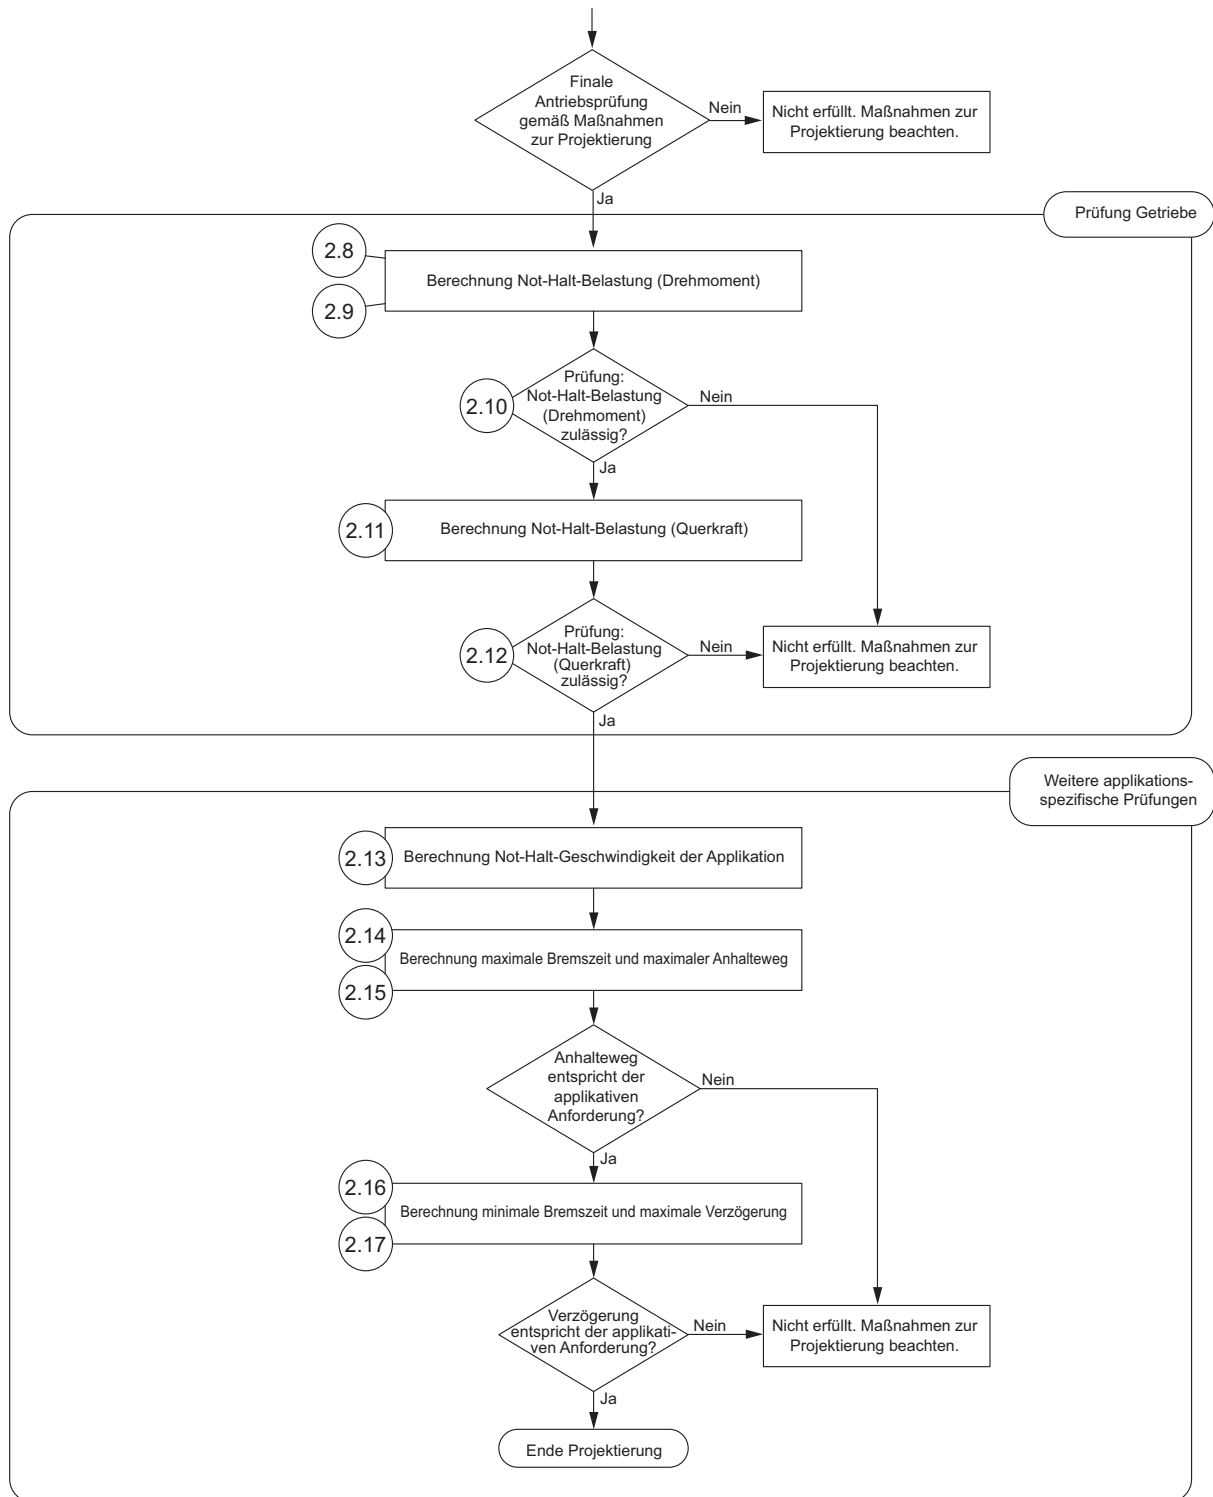 Finale
Antriebsprüfung
gemäß Maßnahmen
zur Projektierung
Nein
Nicht erfüllt. Maßnahmen zur
Projektierung beachten.
Ja
Prüfung Getriebe
2.8
2.9
Berechnung Not-Halt-Belastung (Drehmoment)
2.10
Prüfung:
Not-Halt-Belastung
(Drehmoment)
zulässig?
Nein
Ja
2.11
Berechnung Not-Halt-Belastung (Querkraft)
2.12
Prüfung:
Not-Halt-Belastung
(Querkraft)
zulässig?
Nein
Nicht erfüllt. Maßnahmen zur
Projektierung beachten.
Ja
Weitere applikations-
spezifische Prüfungen
2.13
Berechnung Not-Halt-Geschwindigkeit der Applikation
2.14
2.15
Berechnung maximale Bremszeit und maximaler Anhalteweg
Anhalteweg
entspricht der
applikativen
Anforderung?
Nein
Ja
2.16
2.17
Berechnung minimale Bremszeit und maximale Verzögerung
Verzögerung
entspricht der applikati-
ven Anforderung?
Nein
Nicht erfüllt. Maßnahmen zur
Projektierung beachten.
Ja
Ende Projektierung